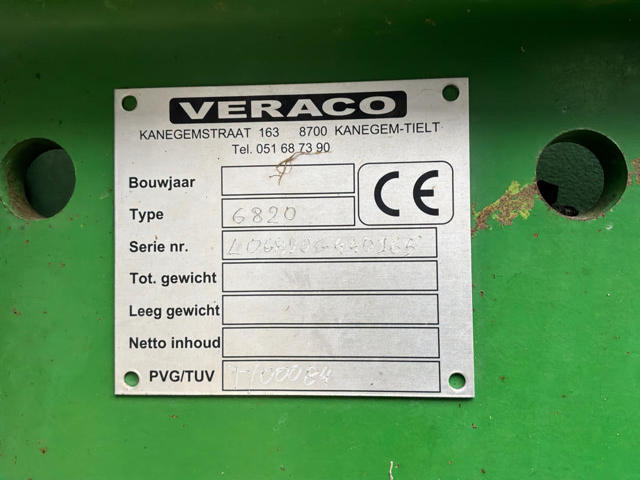 VERACO
KANEGEMSTRAAT 163 8700 KANEGEM-TIELT
Tel. 051 68 73 90
Bouwjaar
CE
Type 6820
Serie nr.
Tot. gewicht
Leeg gewicht
Netto inhoud
PVG/TUV T/00084